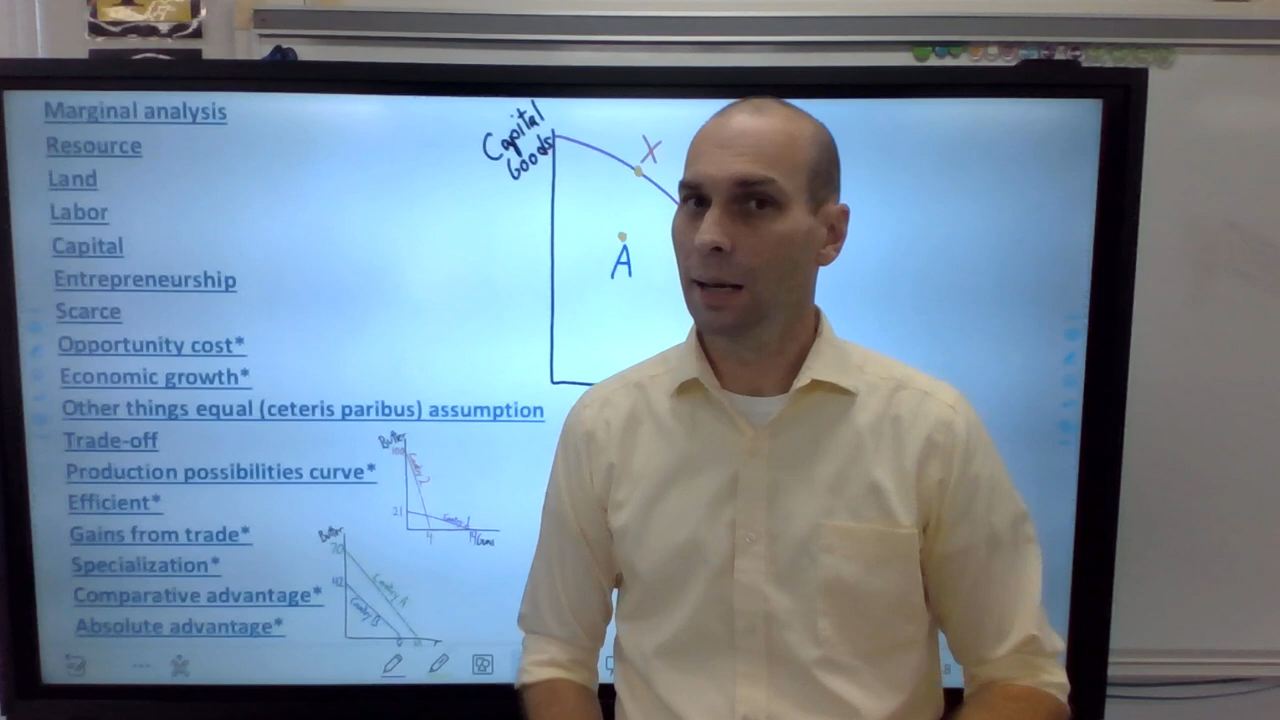 Marginal analysis
Resource
Land
Labor
Capital
Entrepreneurship
Scarce
Opportunity cost*
Economic growth*
Other things equal (ceteris paribus) assumption
Trade-off
Production possibilities curve*
Efficient*
Gains from trade*
Specialization*
Comparative advantage*
Absolute advantage*
Capital
Goods
X
A
Butter
100
21
4
14 Guns
Butter
70
42
Country A
Country B